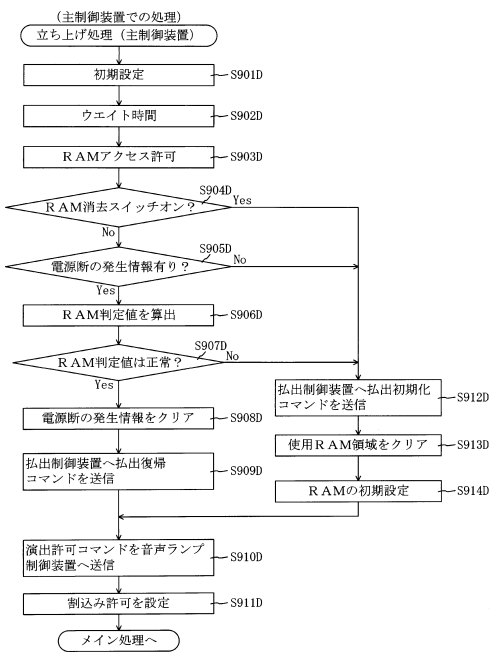 (主制御装置での処理)
立ち上げ処理(主制御装置)
初期設定
S901D
ウエイト時間
S902D
RAMアクセス許可
S903D
S904D
RAM消去スイッチオン?
Yes
No
S905D
電源断の発生情報有り?
No
Yes
RAM判定値を算出
S906D
S907D
RAM判定値は正常?
No
Yes
電源断の発生情報をクリア
S908D
払出制御装置へ払出復帰
コマンドを送信
S909D
払出制御装置へ払出初期化
コマンドを送信
S912D
使用RAM領域をクリア
S913D
RAMの初期設定
S914D
演出許可コマンドを音声ランプ
制御装置へ送信
S910D
割込み許可を設定
S911D
メイン処理へ